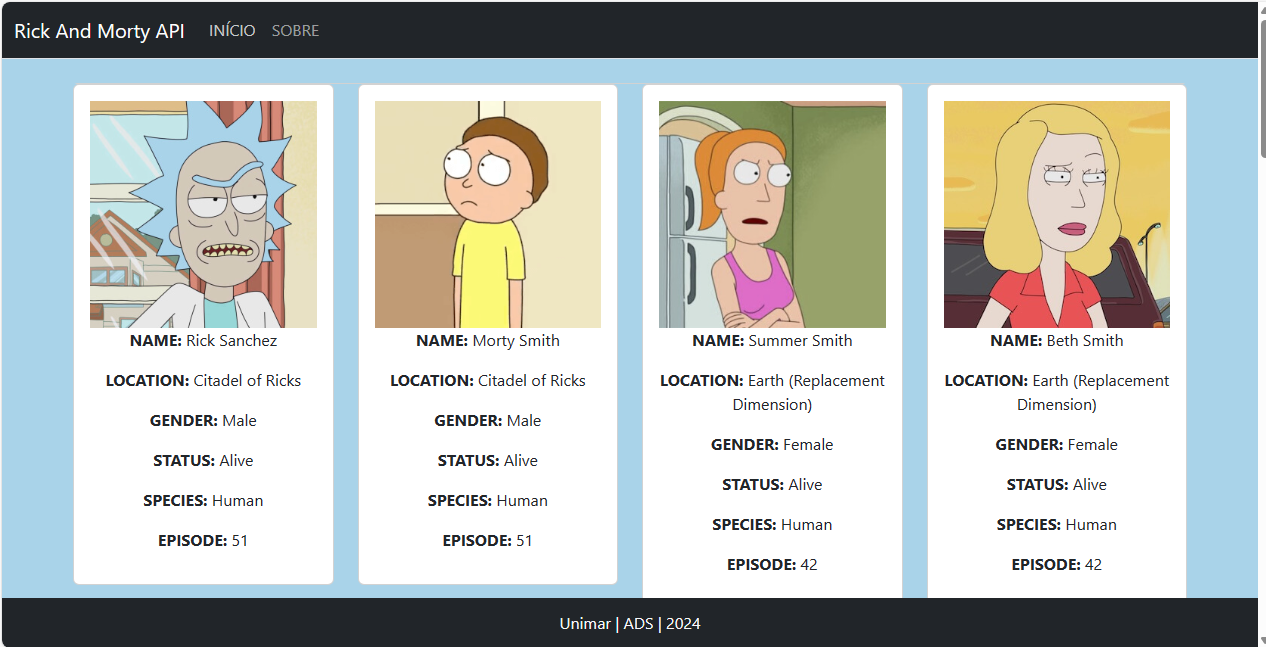 Rick And Morty API INÍCIO SOBRE
NAME: Rick Sanchez
LOCATION: Citadel of Ricks
GENDER: Male
STATUS: Alive
SPECIES: Human
EPISODE: 51
NAME: Morty Smith
LOCATION: Citadel of Ricks
GENDER: Male
STATUS: Alive
SPECIES: Human
EPISODE: 51
NAME: Summer Smith
LOCATION: Earth (Replacement
Dimension)
GENDER: Female
STATUS: Alive
SPECIES: Human
EPISODE: 42
NAME: Beth Smith
LOCATION: Earth (Replacement
Dimension)
GENDER: Female
STATUS: Alive
SPECIES: Human
EPISODE: 42
Unimar | ADS | 2024